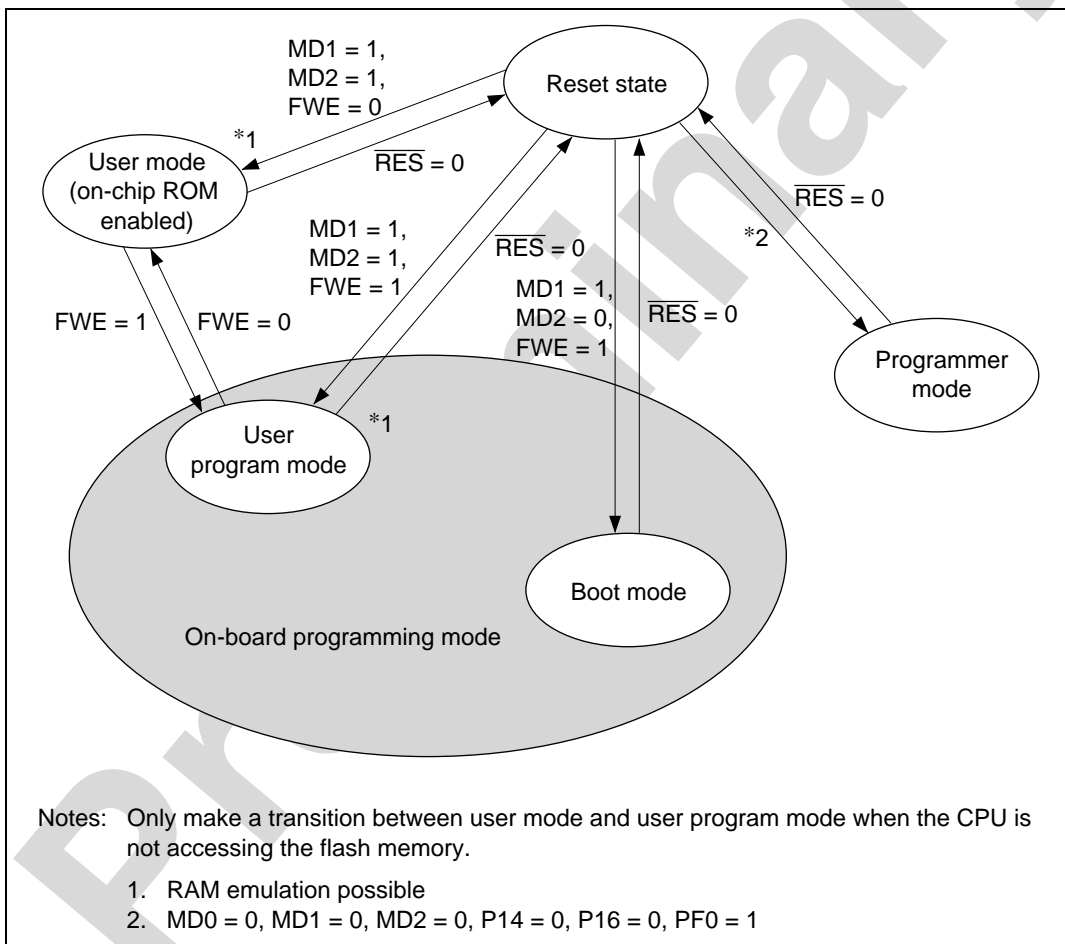 MD1 = 1,
MD2 = 1,
FWE = 0
Reset state
*1
RES = 0
User mode
(on-chip ROM
enabled)
MD1 = 1,
MD2 = 1,
FWE = 1
RES = 0
RES = 0
*2
MD1 = 1,
MD2 = 0,
FWE = 1
RES = 0
FWE = 1
FWE = 0
Programmer
mode
User
program mode
*1
Boot mode
On-board programming mode
Notes: Only make a transition between user mode and user program mode when the CPU is
not accessing the flash memory.
1. RAM emulation possible
2. MD0 = 0, MD1 = 0, MD2 = 0, P14 = 0, P16 = 0, PF0 = 1